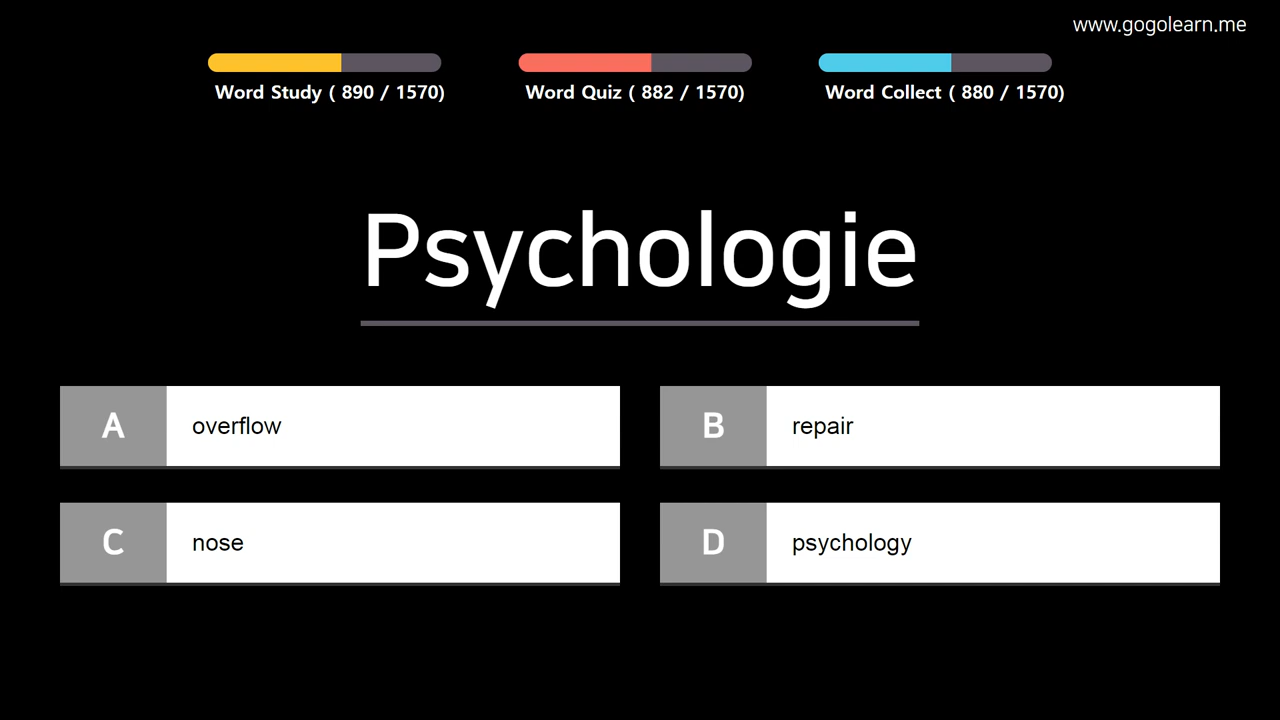 www.gogolearn.me
Word Study ( 890 / 1570)
Word Quiz ( 882 / 1570)
Word Collect ( 880 / 1570)
Psychologie
A overflow
B repair
C nose
D psychology